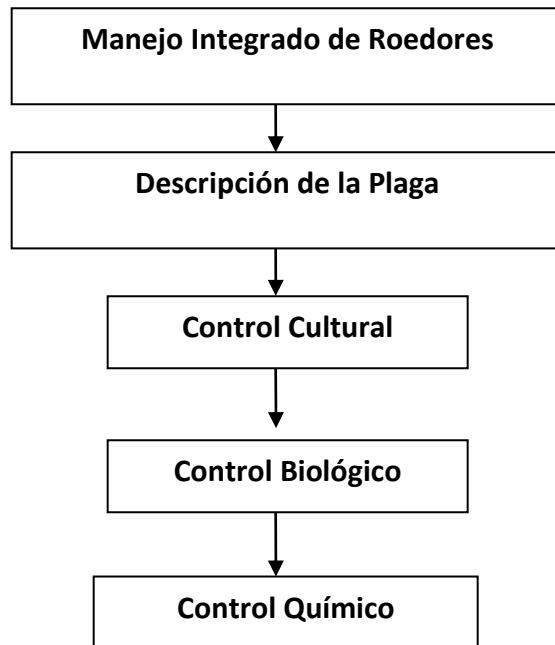 Manejo Integrado de Roedores
Descripción de la Plaga
Control Cultural
Control Biológico
Control Químico